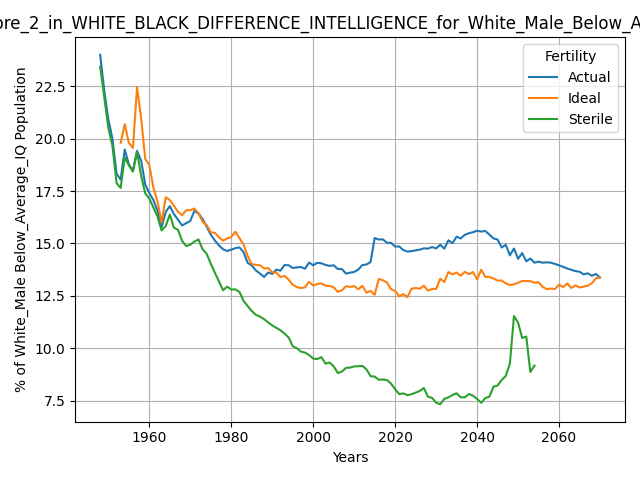 ore_2_in_WHITE_BLACK_DIFFERENCE_INTELLIGENCE_for_White_Male_Below_A
% of White_Male Below_Average_IQ Population
22.5
20.0
17.5
15.0
12.5
10.0
7.5
Fertility
Actual
Ideal
Sterile
1960 1980 2000 2020 2040 2060
Years